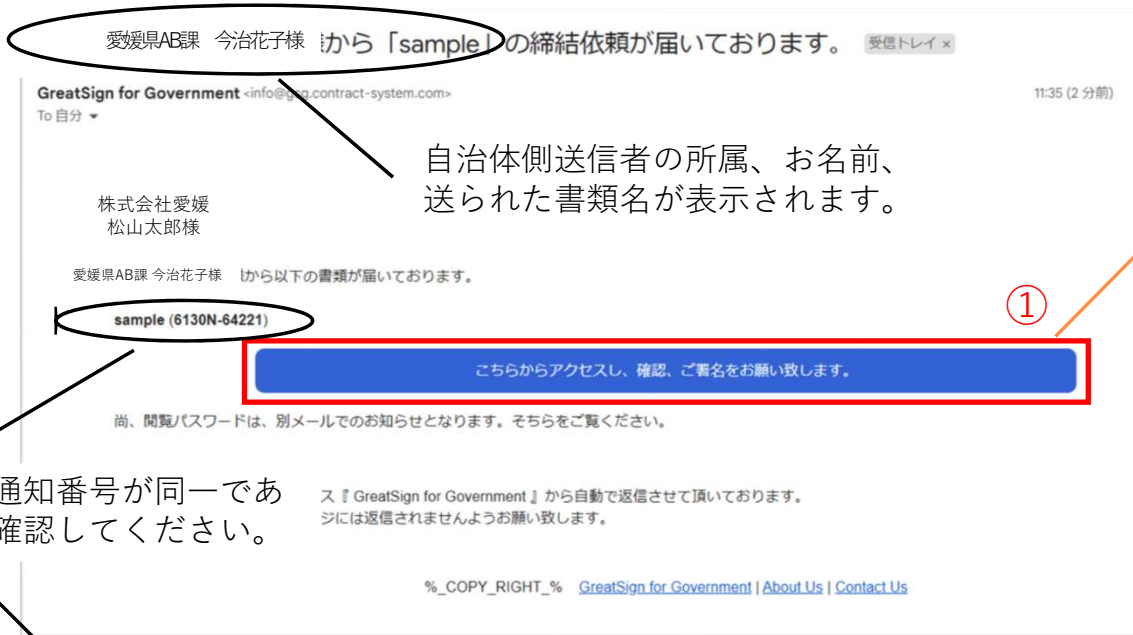 愛媛県AB課 今治花子様 から「sample」の締結依頼が届いております。 受信トレイ ×
GreatSign for Government <info@gsg.contract-system.com> 11:35 (2 分前)
To 自分
自治体側送信者の所属、お名前、
送られた書類名が表示されます。
株式会社愛媛
松山太郎様
愛媛県AB課 今治花子様 から以下の書類が届いております。
①
sample (6130N-64221)
こちらからアクセスし、確認、ご署名をお願い致します。
尚、閲覧パスワードは、別メールでのお知らせとなります。そちらをご覧ください。
通知番号が同一であ
確認してください。
ス『 GreatSign for Government 』から自動で返信させて頂いております。
ジには返信されませんようお願い致します。
%_COPY_RIGHT_% GreatSign for Government | About Us | Contact Us